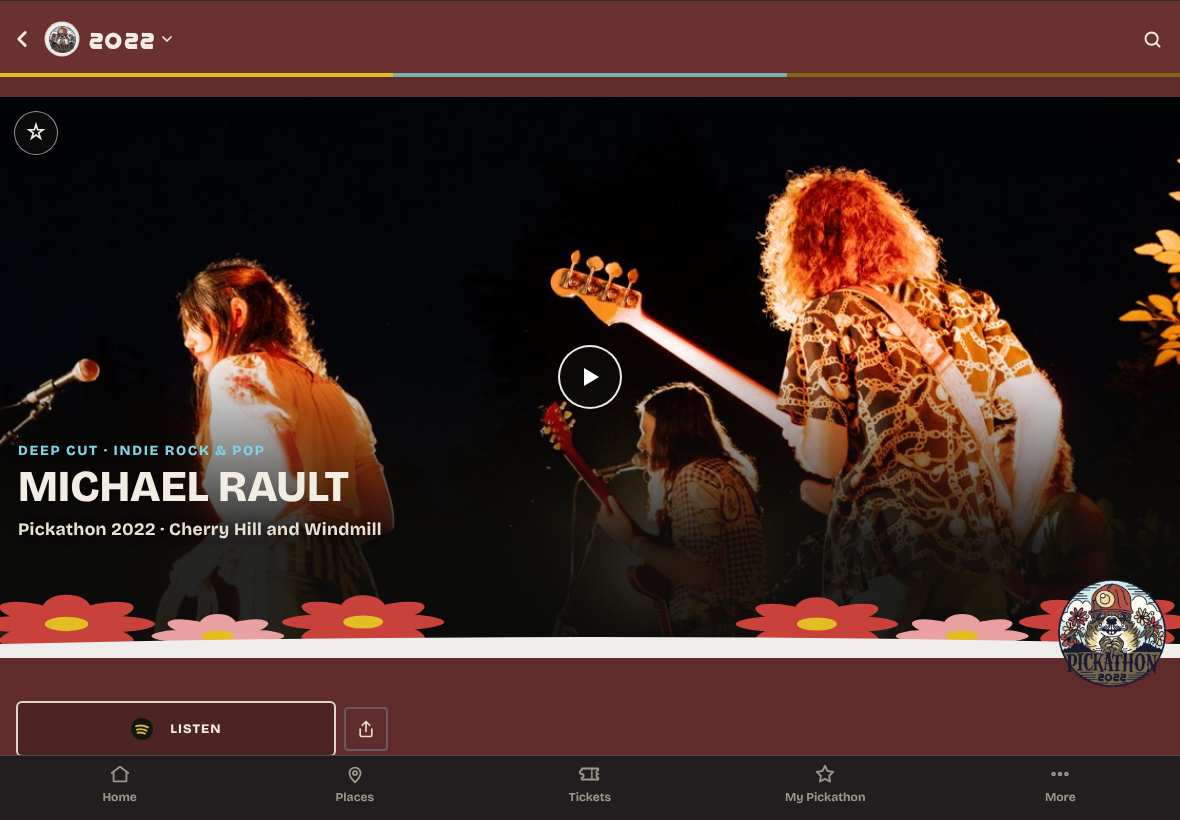 2022
DEEP CUT · INDIE ROCK & POP
MICHAEL RAULT
Pickathon 2022 · Cherry Hill and Windmill
PICKATHON
2022
LISTEN
Home
Places
Tickets
My Pickathon
More